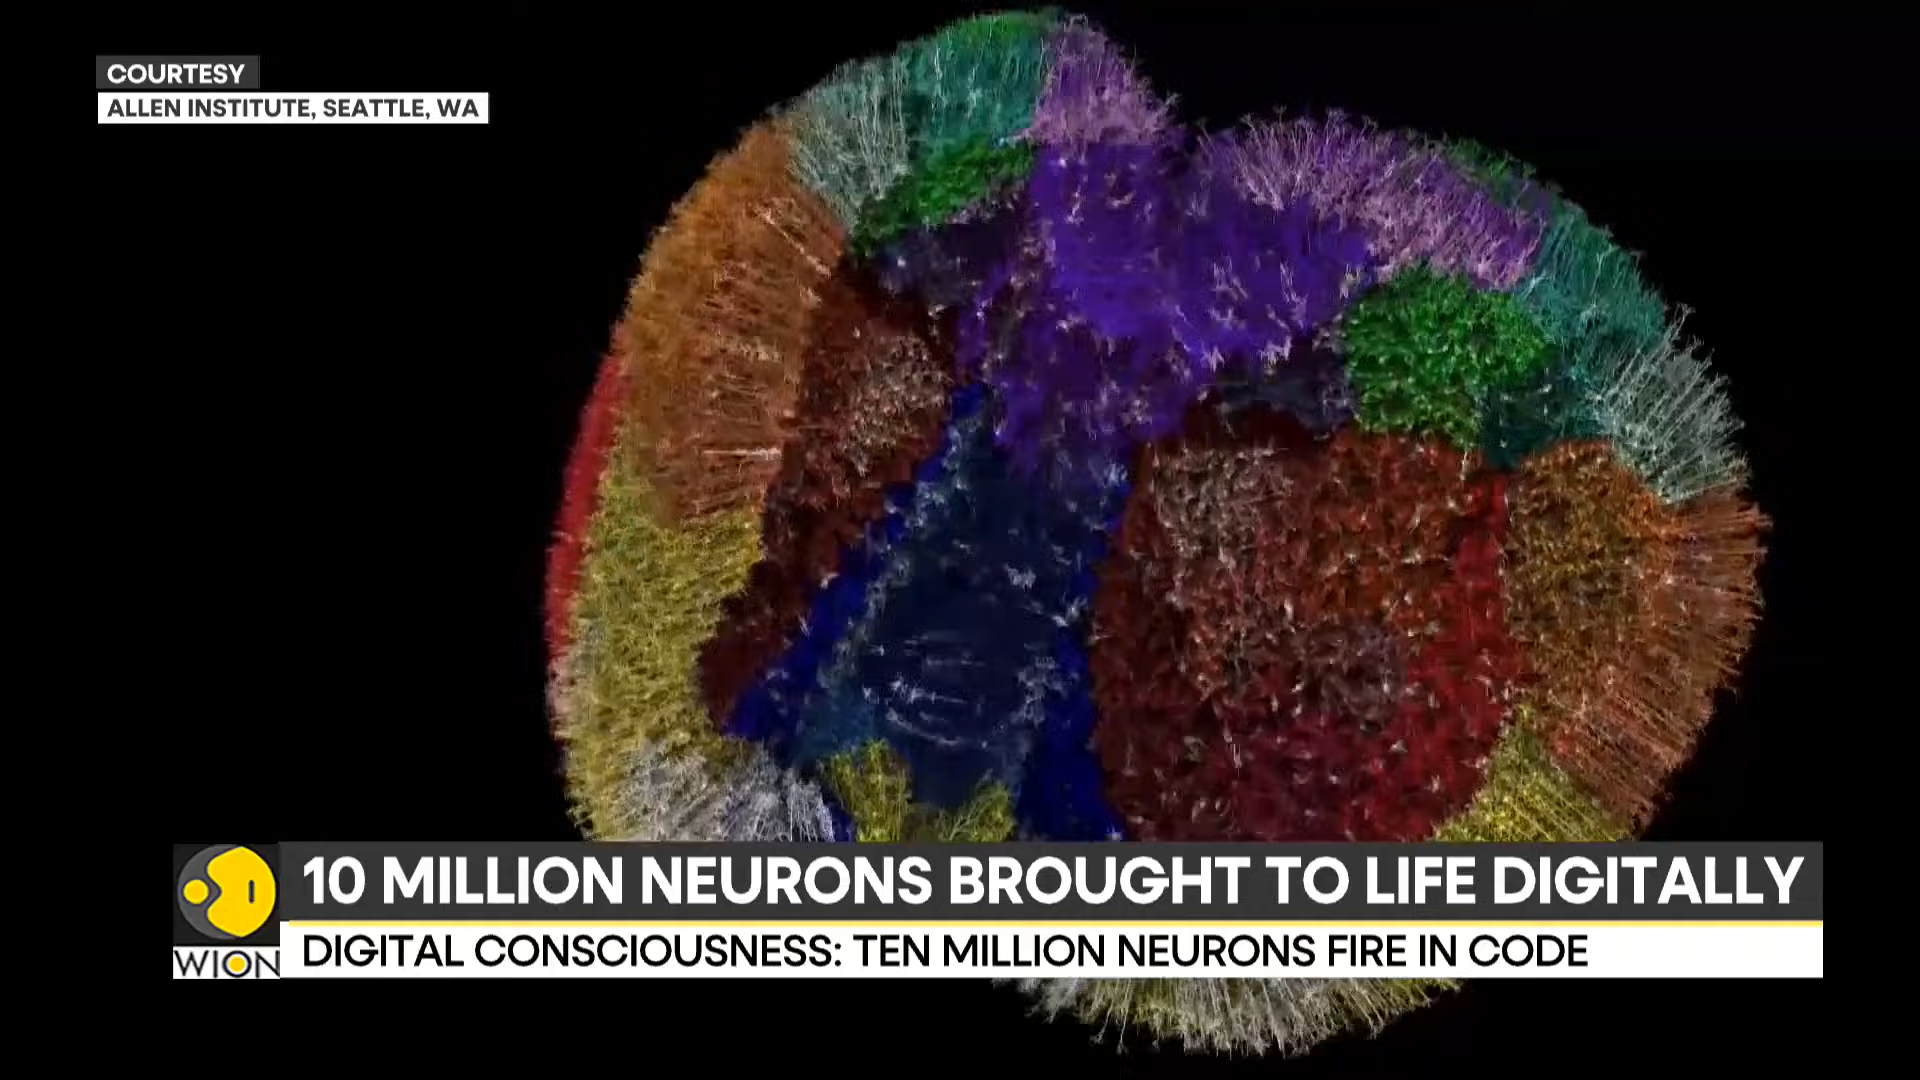 COURTESY
ALLEN INSTITUTE, SEATTLE, WA
10 MILLION NEURONS BROUGHT TO LIFE DIGITALLY
DIGITAL CONSCIOUSNESS: TEN MILLION NEURONS FIRE IN CODE
WION